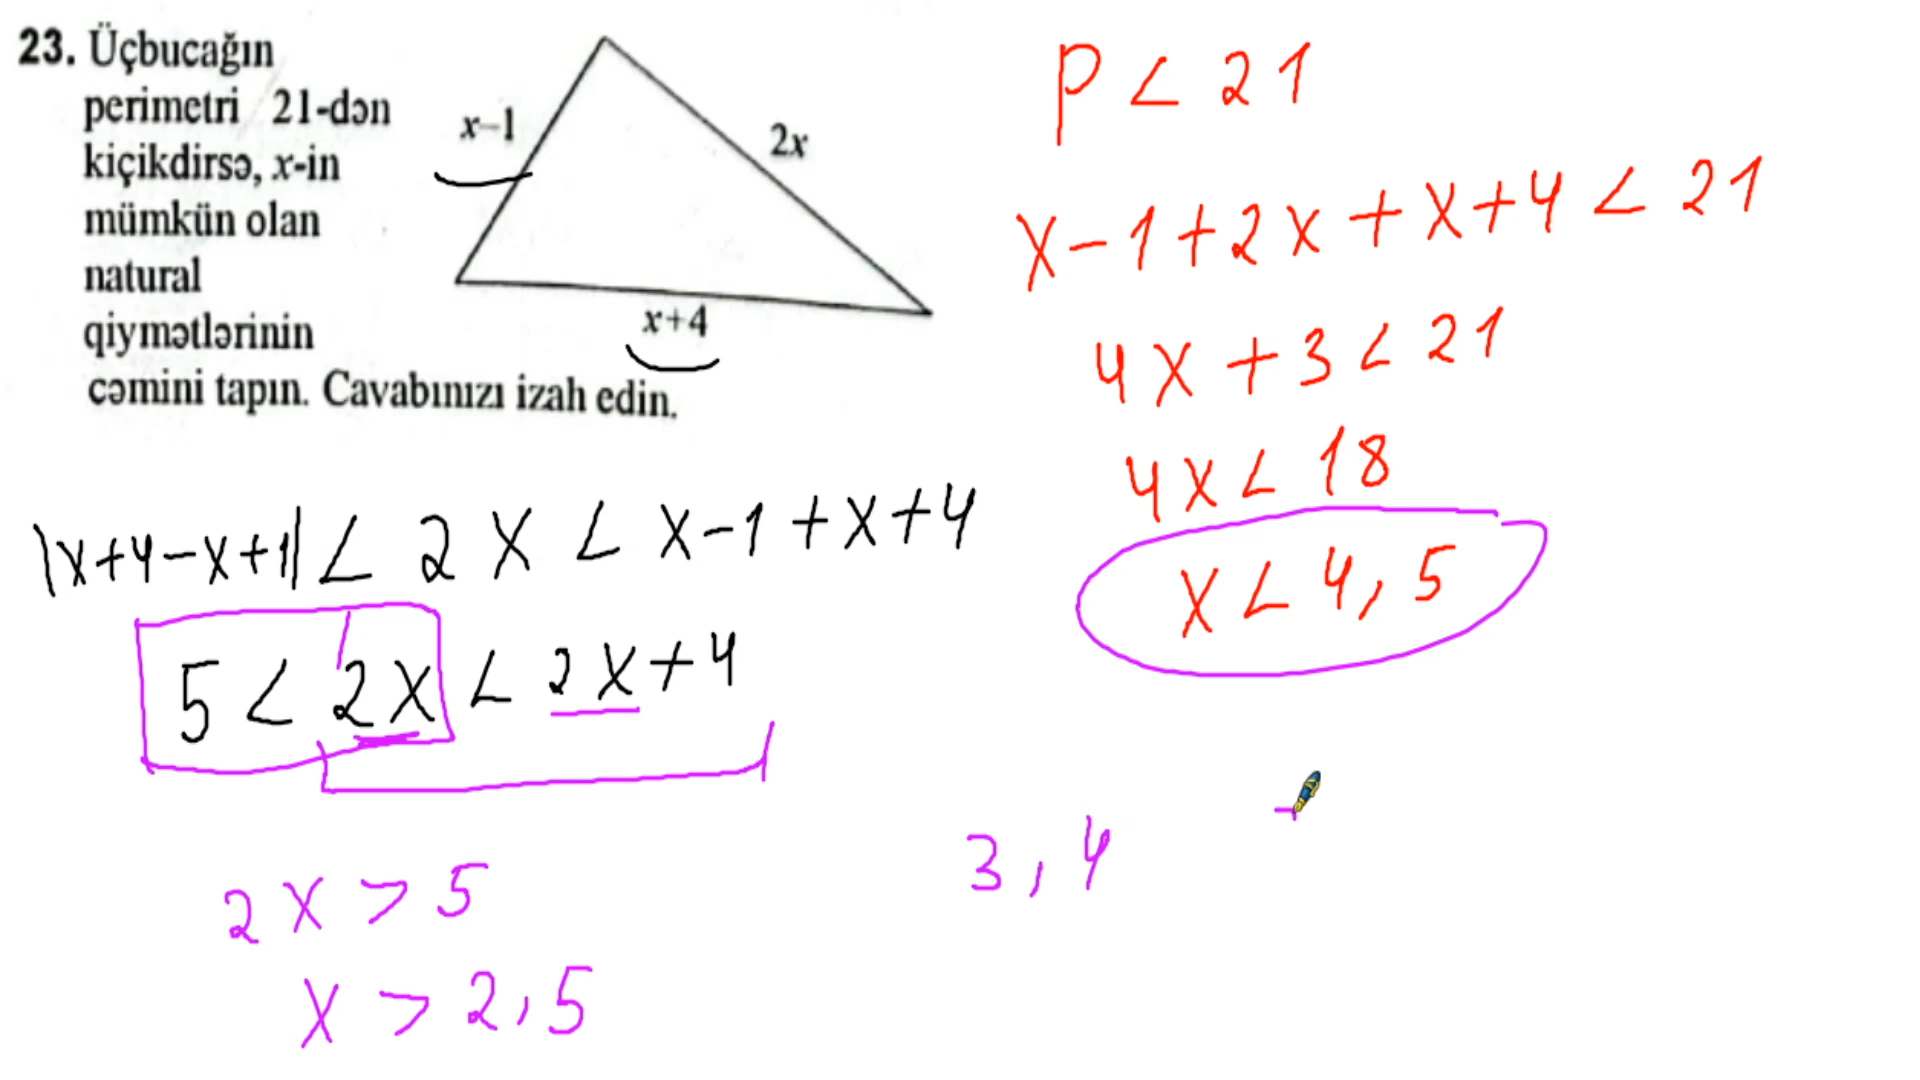 23. Üçbucağın
perimetri 21-dən
kiçikdirsə, x-in
mümkün olan
natural
qiymətlərinin
cəmini tapın. Cavabınızı izah edin.
x–1
2x
x+4
P < 21
x-1+2x+x+4 < 21
4x+3 < 21
4x < 18
x < 4,5
|x+4-x+1| < 2x < x-1+x+4
5 < 2x < 2x+4
2x > 5
x > 2,5
3, 4